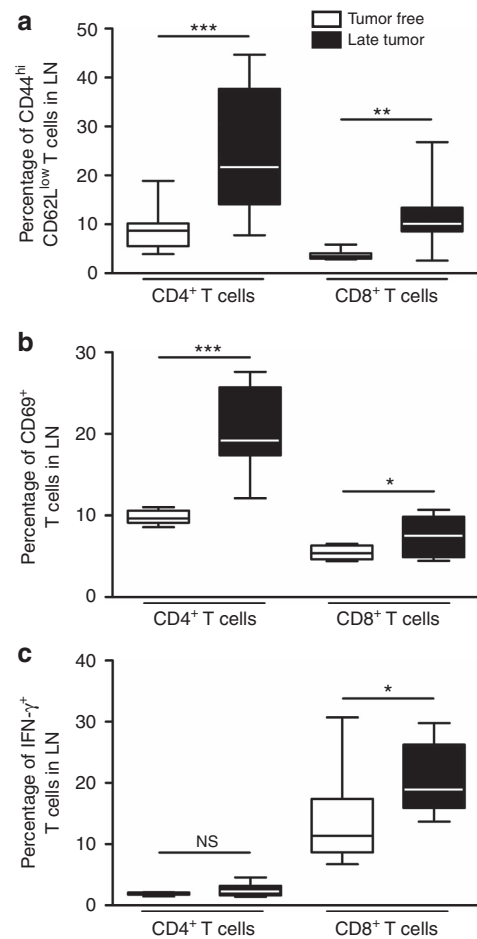 a
Tumor free
Late tumor
Percentage of CD44hi
CD62Llow T cells in LN
50
40
30
20
10
0
***
**
CD4+ T cells
CD8+ T cells
b
Percentage of CD69+
T cells in LN
30
20
10
0
***
*
CD4+ T cells
CD8+ T cells
c
Percentage of IFN-γ+
T cells in LN
40
30
20
10
0
NS
*
CD4+ T cells
CD8+ T cells